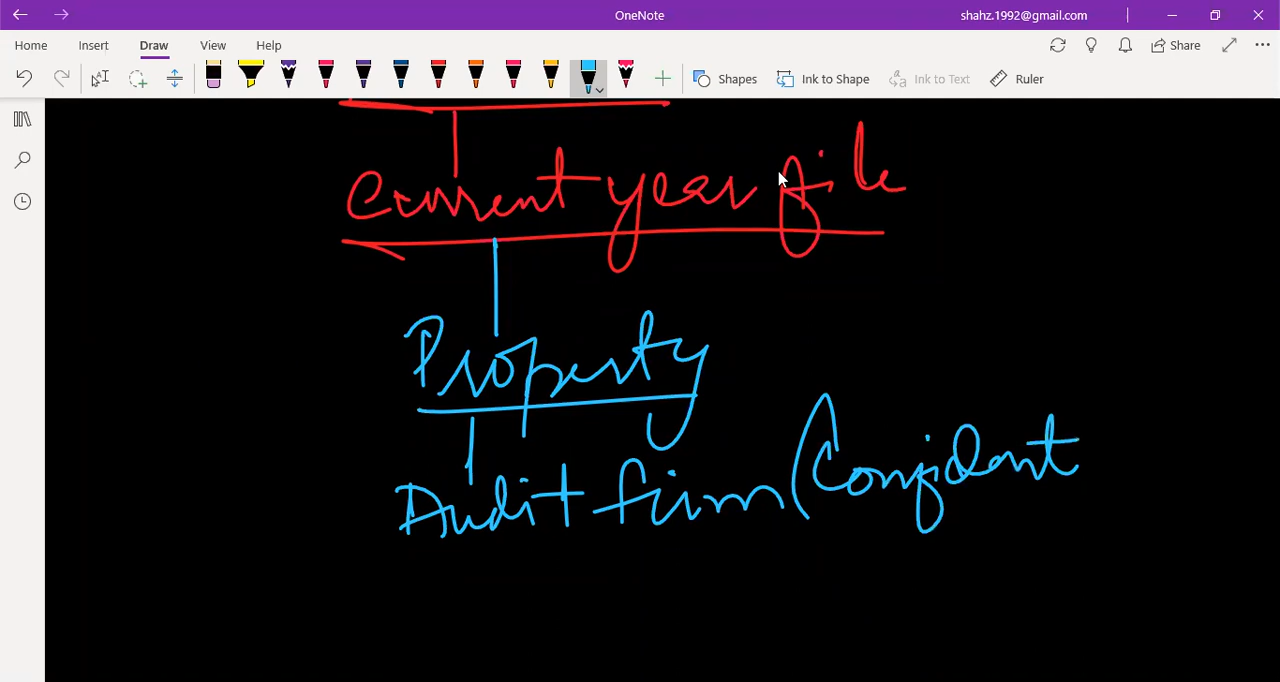 OneNote
shahz.1992@gmail.com
Home Insert Draw View Help
Share
Shapes Ink to Shape Ink to Text Ruler
Current year file
Property
Audit firm (Confidant